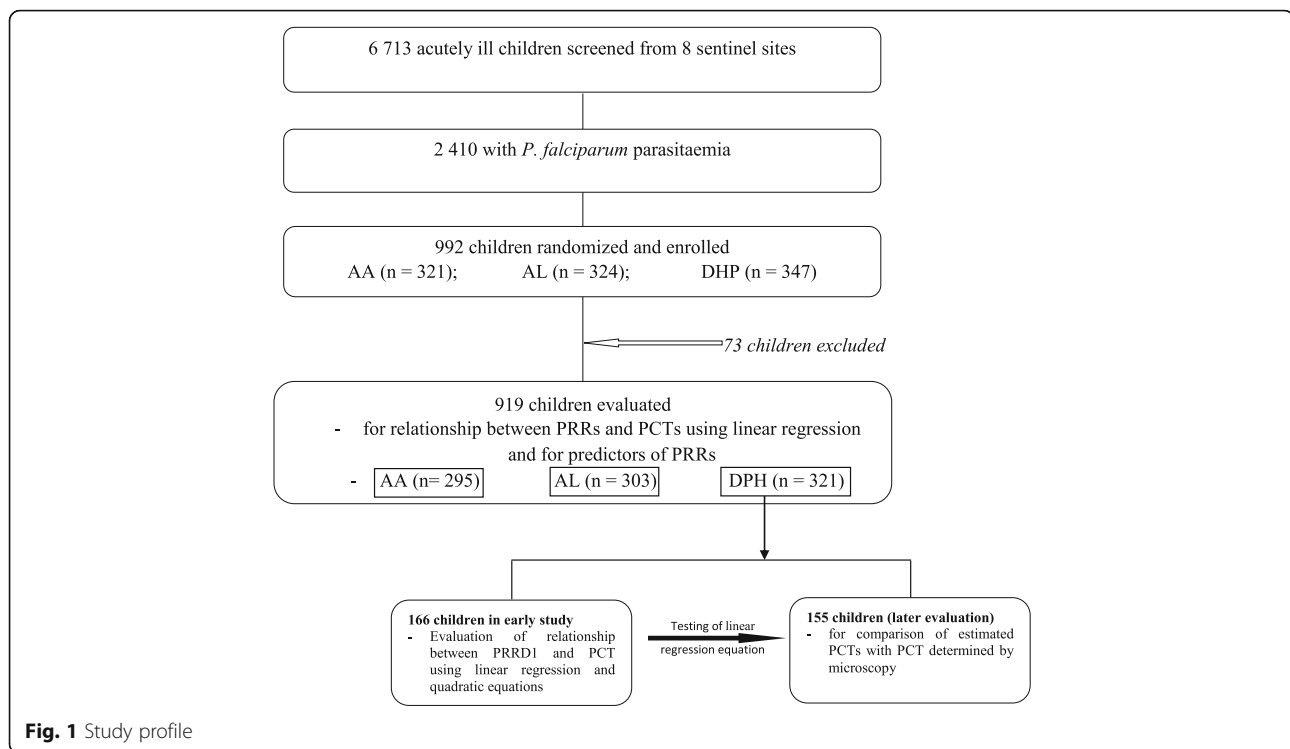 6 713 acutely ill children screened from 8 sentinel sites
2 410 with P. falciparum parasitaemia
992 children randomized and enrolled
AA (n = 321); AL (n = 324); DHP (n = 347)
73 children excluded
919 children evaluated
- for relationship between PRRs and PCTs using linear regression
and for predictors of PRRs
- AA (n= 295) AL (n = 303) DPH (n = 321)
166 children in early study
- Evaluation of relationship
between PRRD1 and PCT
using linear regression and
quadratic equations
Testing of linear
regression equation
155 children (later evaluation)
- for comparison of estimated
PCTs with PCT determined by
microscopy
Fig. 1 Study profile